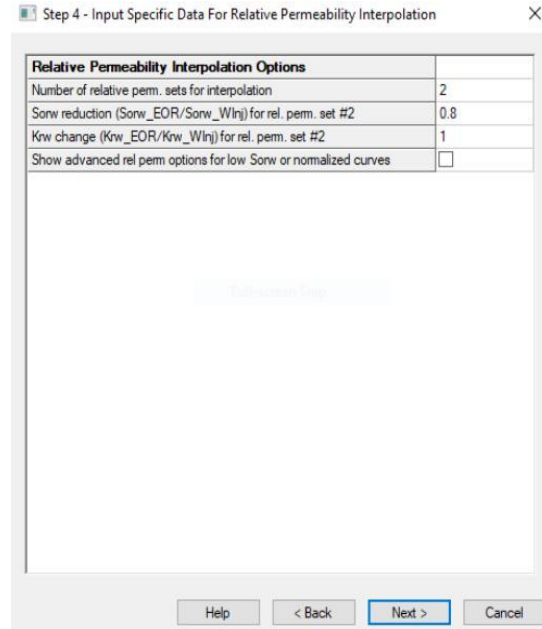 Step 4 - Input Specific Data For Relative Permeability Interpolation
Relative Permeability Interpolation Options
Number of relative perm. sets for interpolation 2
Sorw reduction (Sorw_EOR/Sorw_WInj) for rel. perm. set #2 0.8
Krw change (Krw_EOR/Krw_WInj) for rel. perm. set #2 1
Show advanced rel perm options for low Sorw or normalized curves
Full-screen Snip
Help < Back Next > Cancel